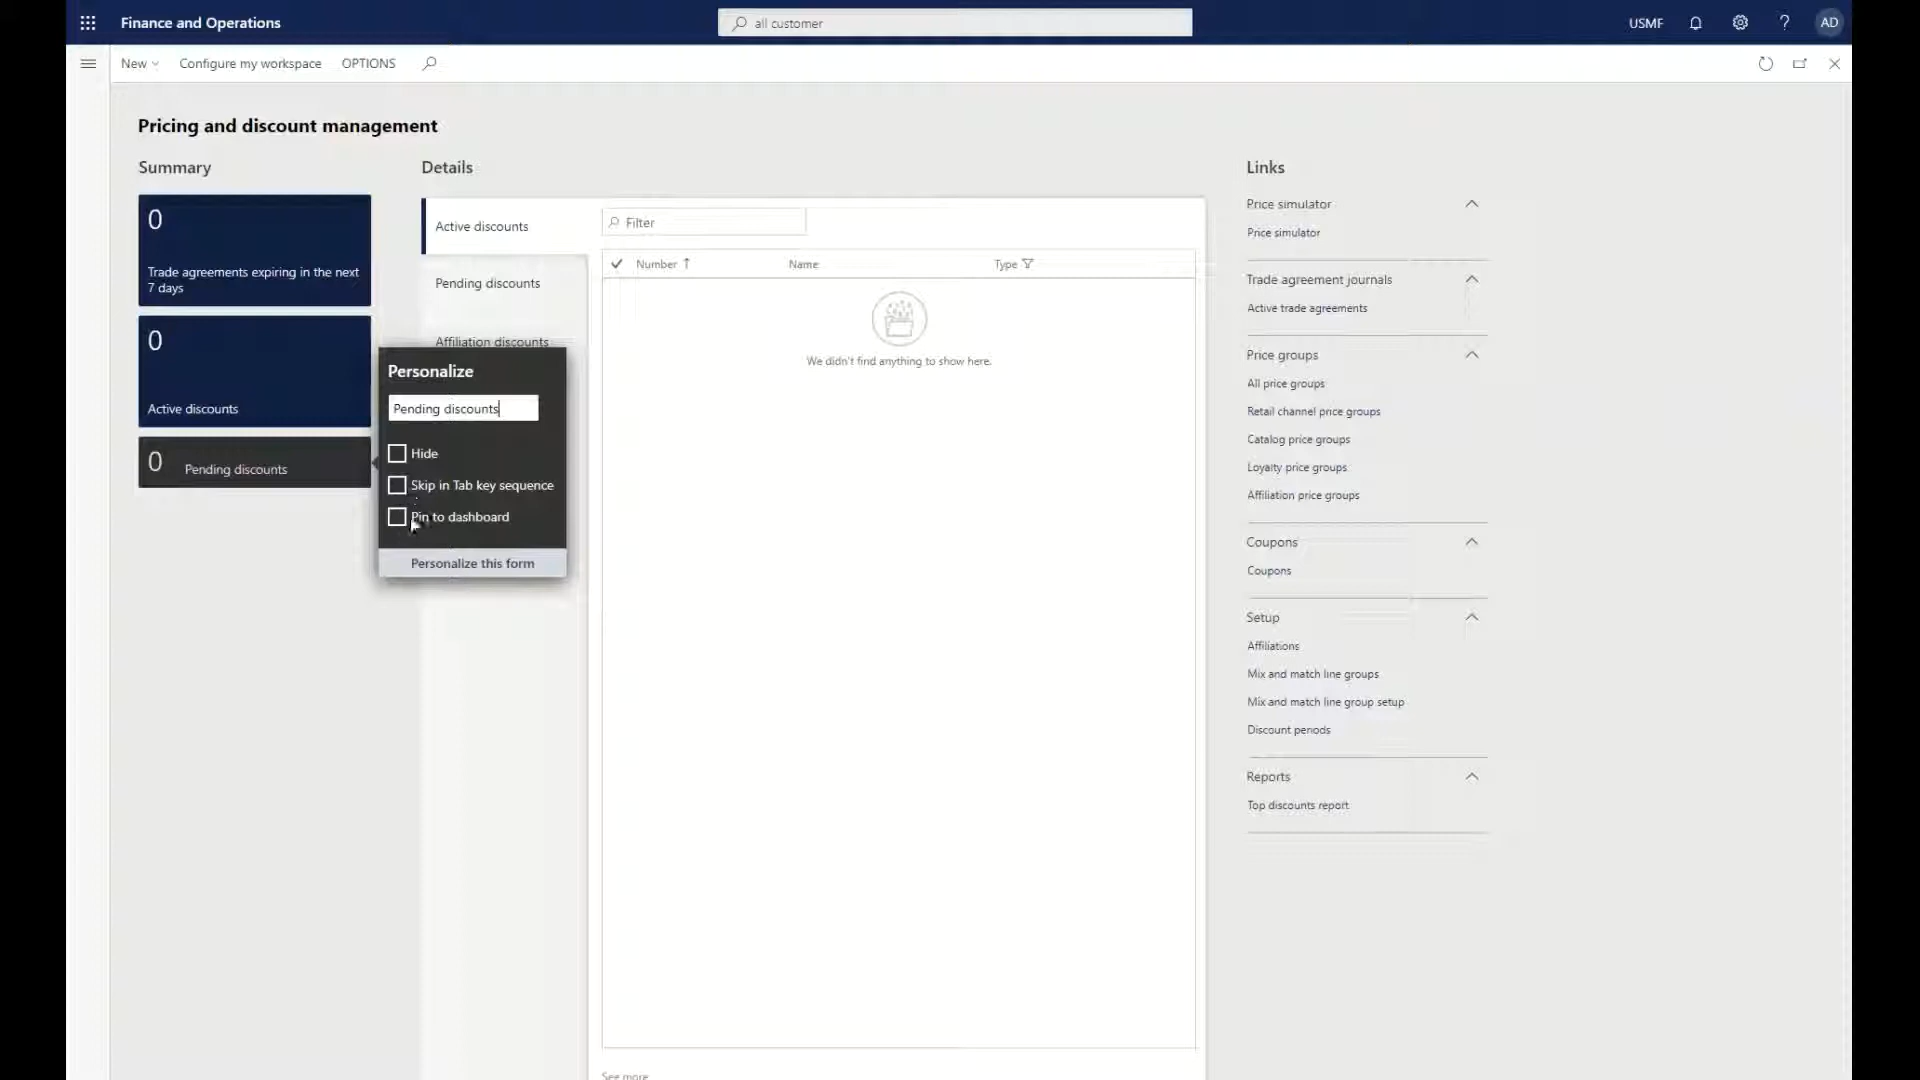 Finance and Operations
all customer
USMF
?
AD
New
Configure my workspace
OPTIONS
Pricing and discount management
Summary
0
Trade agreements expiring in the next
7 days
0
Active discounts
0
Pending discounts
Details
Active discounts
Pending discounts
Affiliation discounts
Filter
Number
Name
Type
We didn't find anything to show here.
See more
Personalize
Pending discounts
Hide
Skip in Tab key sequence
Pin to dashboard
Personalize this form
Links
Price simulator
Price simulator
Trade agreement journals
Active trade agreements
Price groups
All price groups
Retail channel price groups
Catalog price groups
Loyalty price groups
Affiliation price groups
Coupons
Coupons
Setup
Affiliations
Mix and match line groups
Mix and match line group setup
Discount periods
Reports
Top discounts report